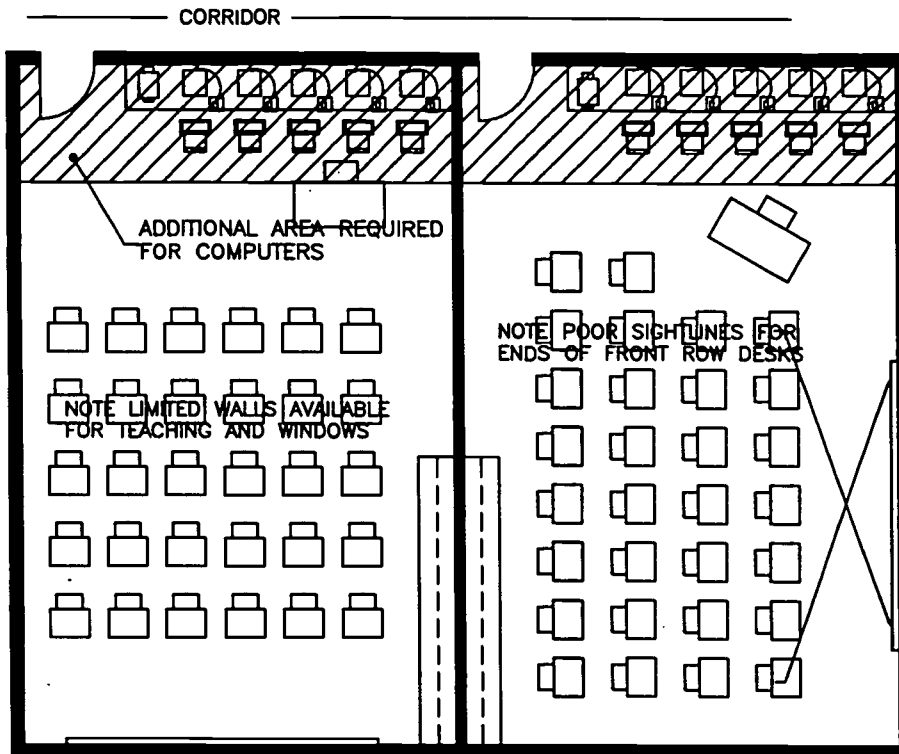 CORRIDOR
ADDITIONAL AREA REQUIRED
FOR COMPUTERS
NOTE POOR SIGHTLINES FOR
ENDS OF FRONT ROW DESKS
NOTE LIMITED WALLS AVAILABLE
FOR TEACHING AND WINDOWS